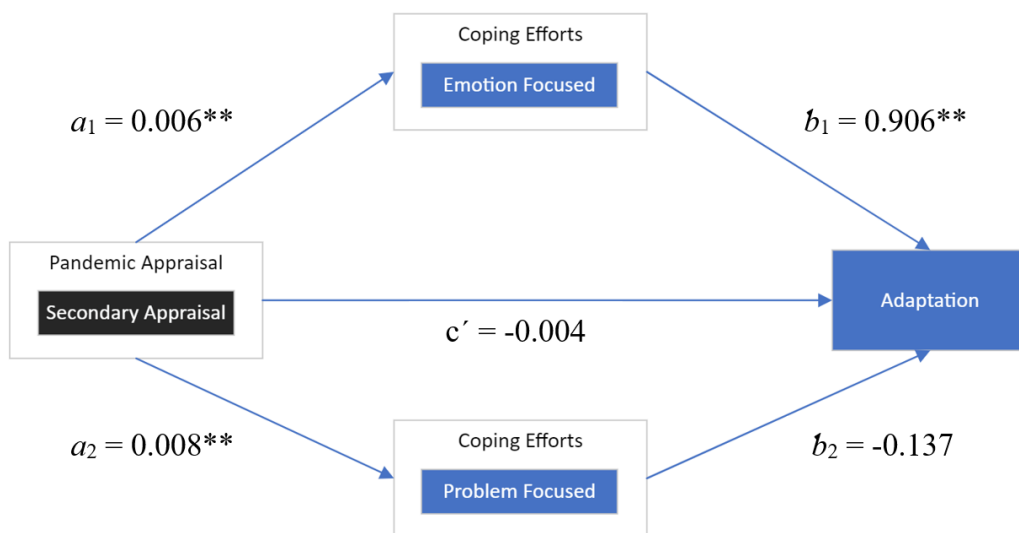 Coping Efforts
Emotion Focused
a₁ = 0.006**
b₁ = 0.906**
Pandemic Appraisal
Secondary Appraisal
Adaptation
c´ = -0.004
a₂ = 0.008**
Coping Efforts
Problem Focused
b₂ = -0.137